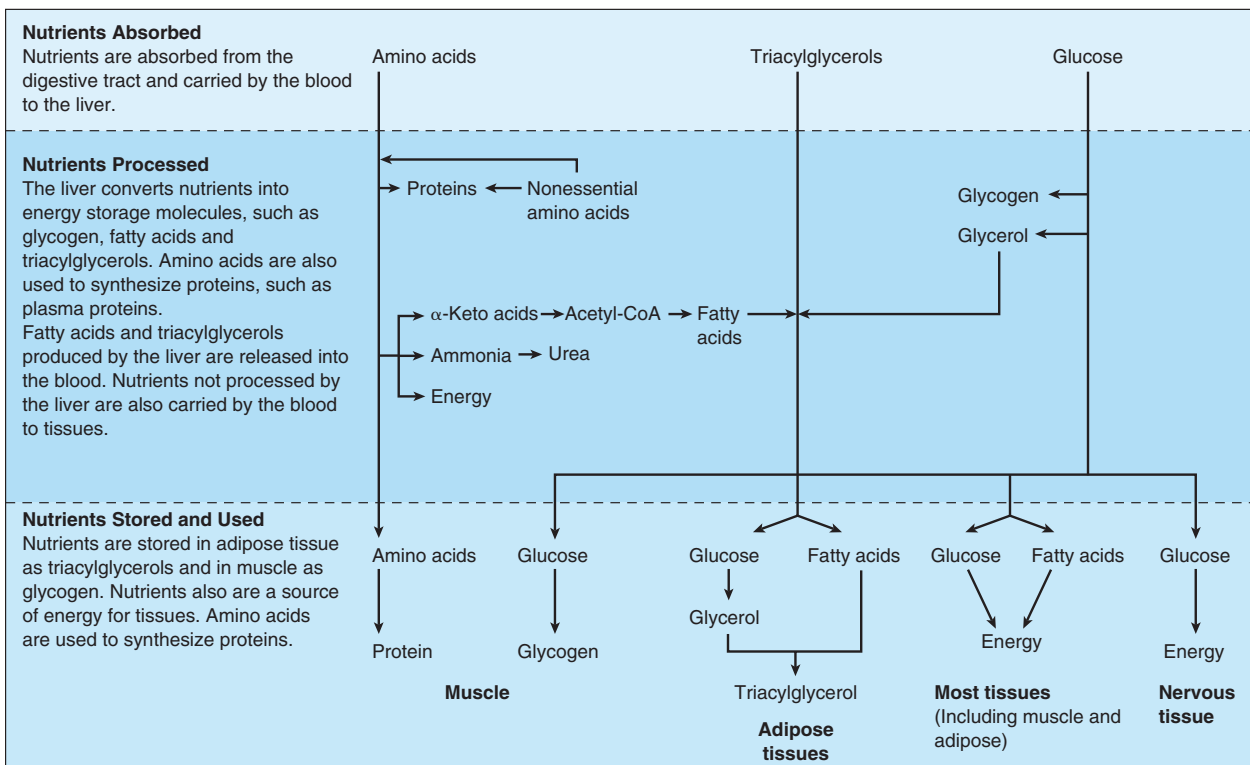 Nutrients Absorbed
Nutrients are absorbed from the
digestive tract and carried by the blood
to the liver.
Amino acids
Triacylglycerols
Glucose
Nutrients Processed
The liver converts nutrients into
energy storage molecules, such as
glycogen, fatty acids and
triacylglycerols. Amino acids are also
used to synthesize proteins, such as
plasma proteins.
Fatty acids and triacylglycerols
produced by the liver are released into
the blood. Nutrients not processed by
the liver are also carried by the blood
to tissues.
Proteins
Nonessential
amino acids
Glycogen
Glycerol
α-Keto acids
Acetyl-CoA
Fatty
acids
Ammonia
Urea
Energy
Nutrients Stored and Used
Nutrients are stored in adipose tissue
as triacylglycerols and in muscle as
glycogen. Nutrients also are a source
of energy for tissues. Amino acids
are used to synthesize proteins.
Amino acids
Glucose
Glucose
Fatty acids
Glucose
Fatty acids
Glucose
Glycerol
Protein
Glycogen
Energy
Energy
Triacylglycerol
Muscle
Adipose
tissues
Most tissues
(Including muscle and
adipose)
Nervous
tissue